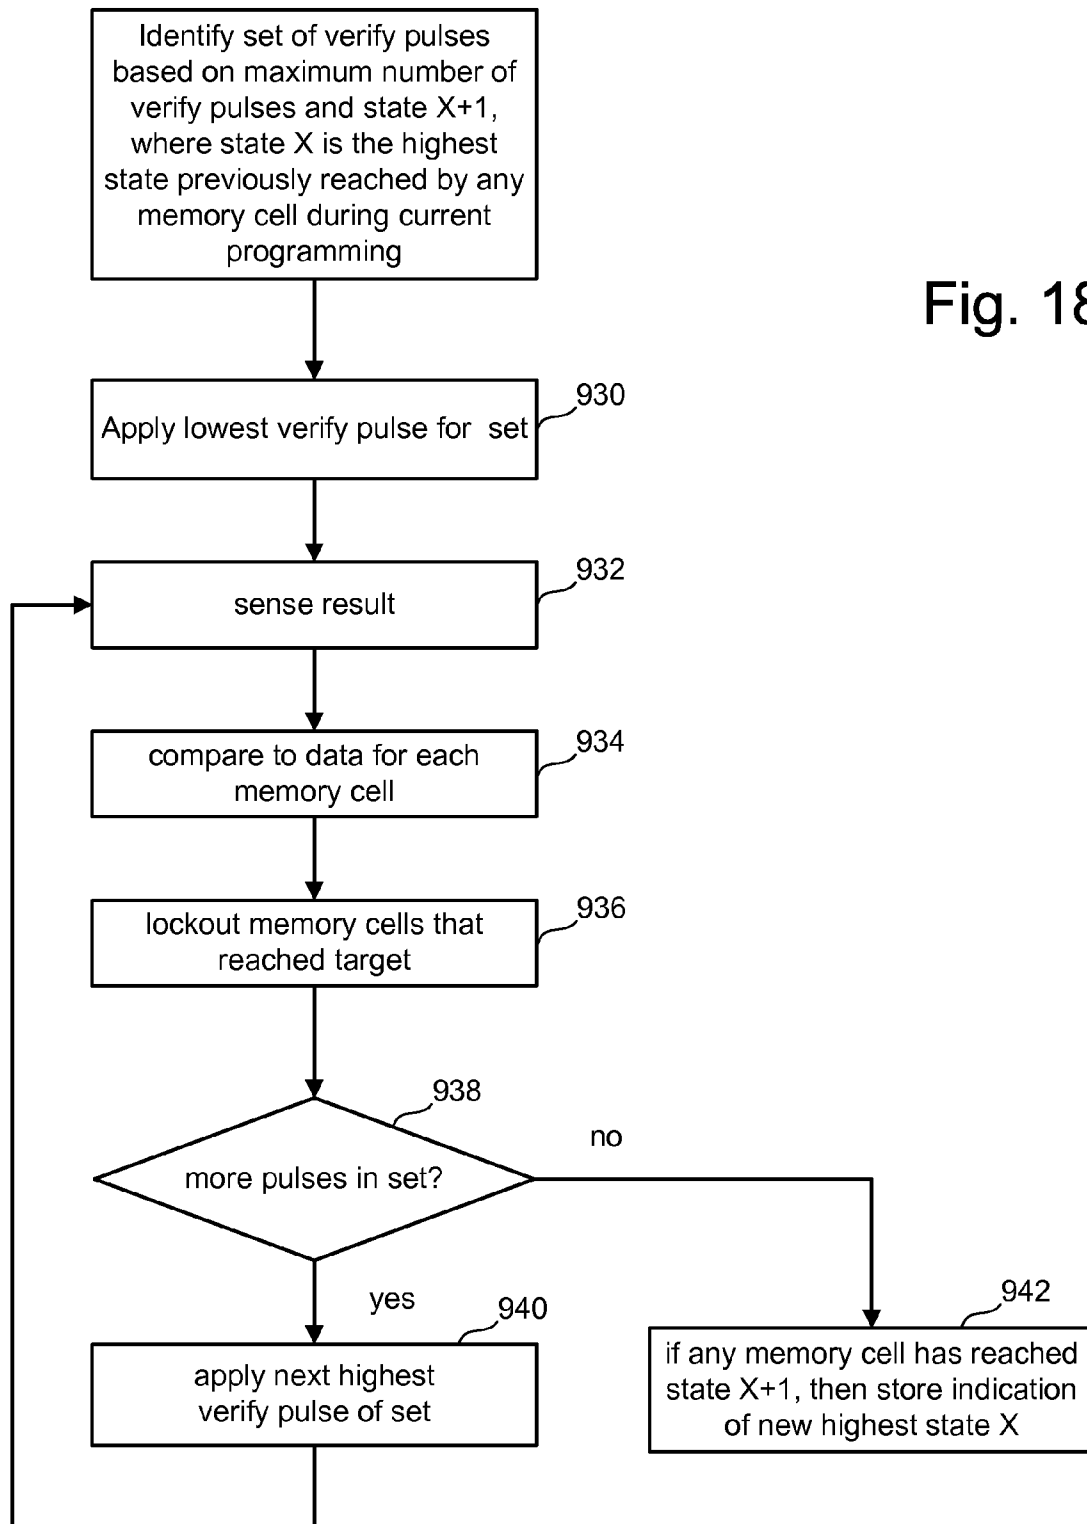 Identify set of verify pulses
based on maximum number of
verify pulses and state X+1,
where state X is the highest
state previously reached by any
memory cell during current
programming
Fig. 18
930
Apply lowest verify pulse for set
932
sense result
934
compare to data for each
memory cell
936
lockout memory cells that
reached target
938
more pulses in set?
no
yes
940
apply next highest
verify pulse of set
942
if any memory cell has reached
state X+1, then store indication
of new highest state X